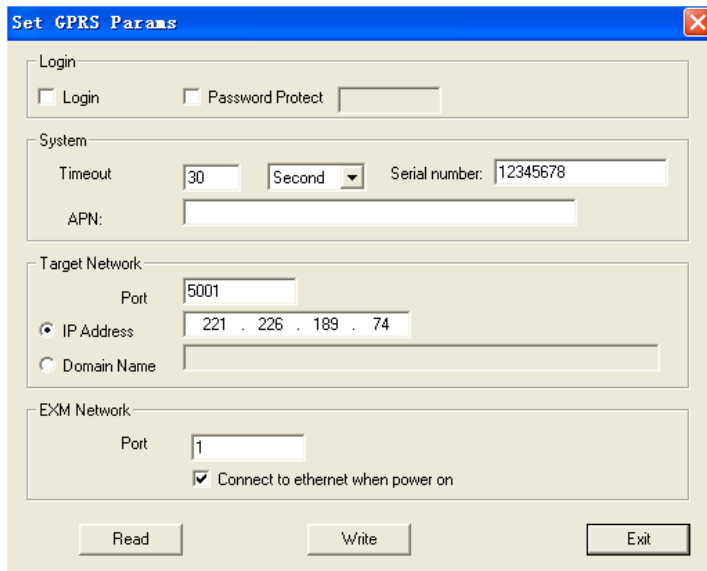 Set GPRS Params
Login
Login Password Protect
System
Timeout 30 Second Serial number: 12345678
APN:
Target Network
Port 5001
IP Address 221 . 226 . 189 . 74
Domain Name
EXM Network
Port 1
Connect to ethernet when power on
Read Write Exit